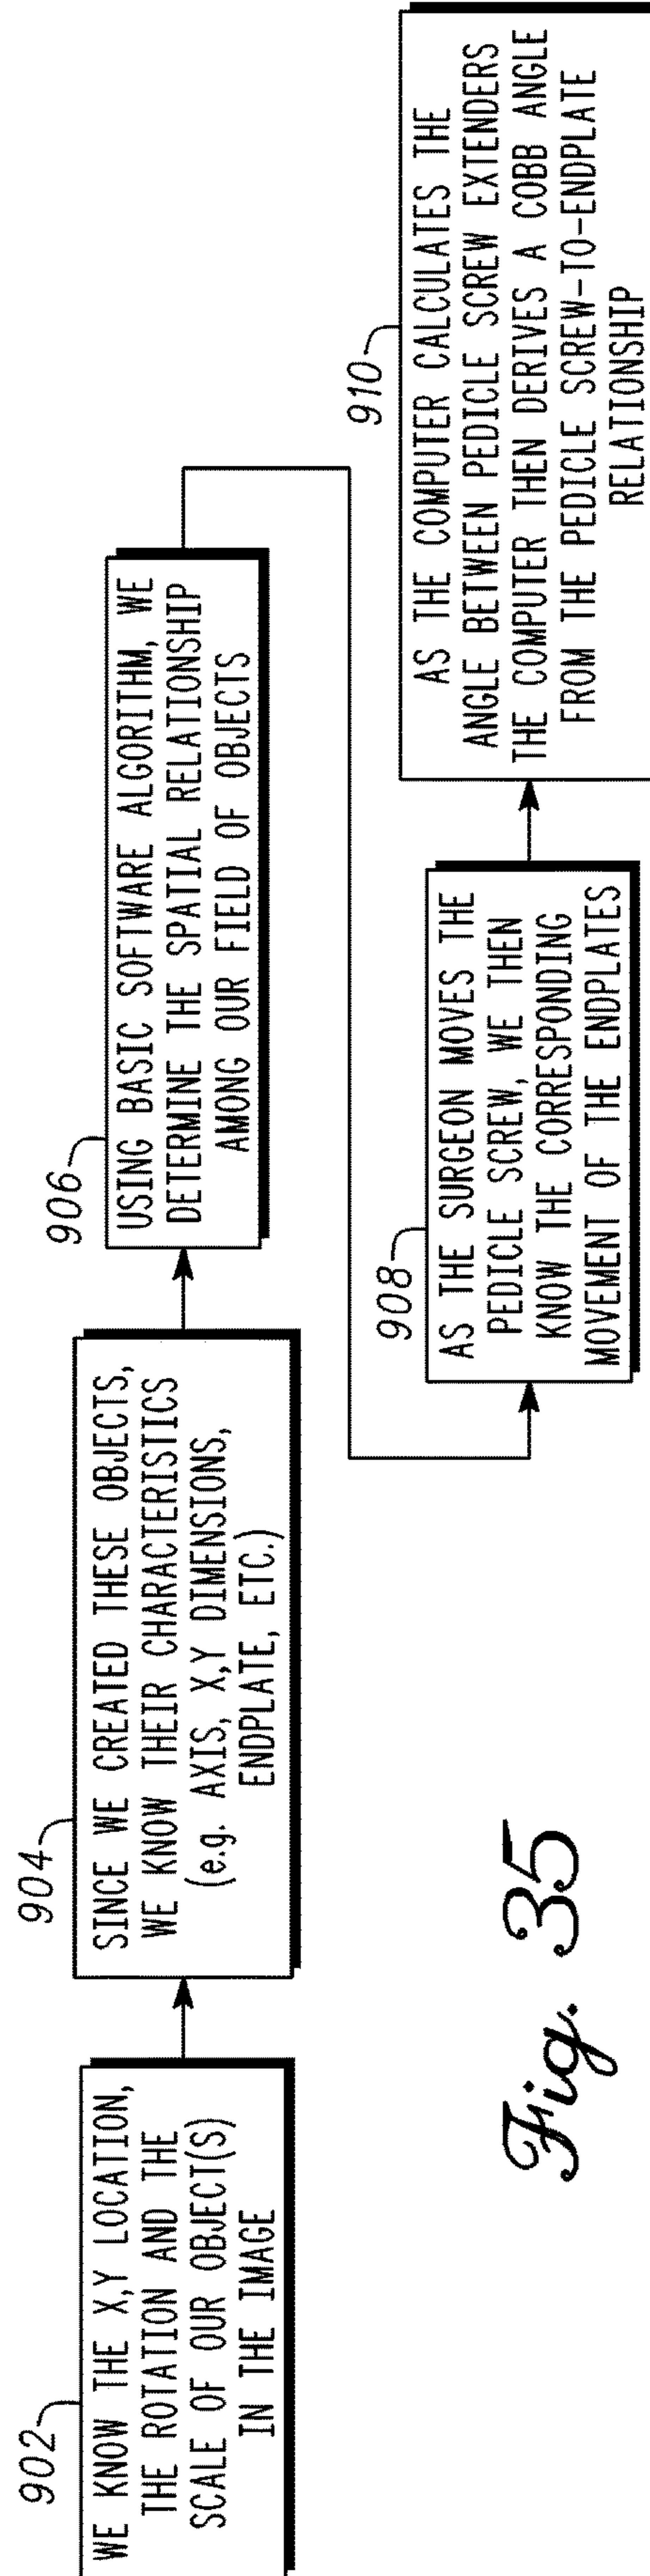 902
WE KNOW THE X,Y LOCATION,
THE ROTATION AND THE
SCALE OF OUR OBJECT(S)
IN THE IMAGE
904
SINCE WE CREATED THESE OBJECTS,
WE KNOW THEIR CHARACTERISTICS
(e.g. AXIS, X,Y DIMENSIONS,
ENDPLATE, ETC.)
906
USING BASIC SOFTWARE ALGORITHM, WE
DETERMINE THE SPATIAL RELATIONSHIP
AMONG OUR FIELD OF OBJECTS
908
AS THE SURGEON MOVES THE
PEDICLE SCREW, WE THEN
KNOW THE CORRESPONDING
MOVEMENT OF THE ENDPLATES
910
AS THE COMPUTER CALCULATES THE
ANGLE BETWEEN PEDICLE SCREW EXTENDERS
THE COMPUTER THEN DERIVES A COBB ANGLE
FROM THE PEDICLE SCREW-TO-ENDPLATE
RELATIONSHIP
Fig. 35